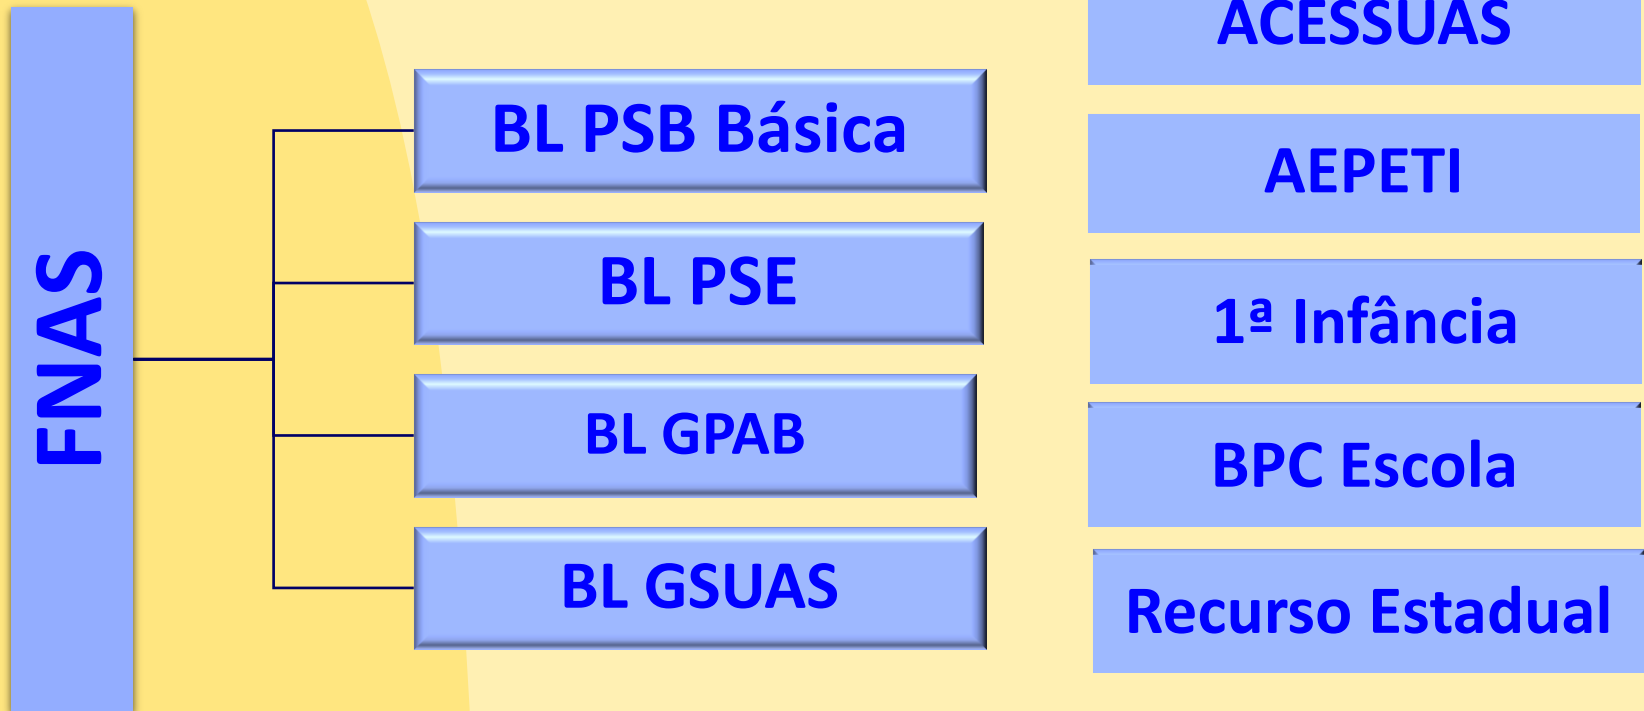 FNAS
BL PSB Básica
BL PSE
BL GPAB
BL GSUAS
ACESSUAS
AEPETI
1ª Infância
BPC Escola
Recurso Estadual